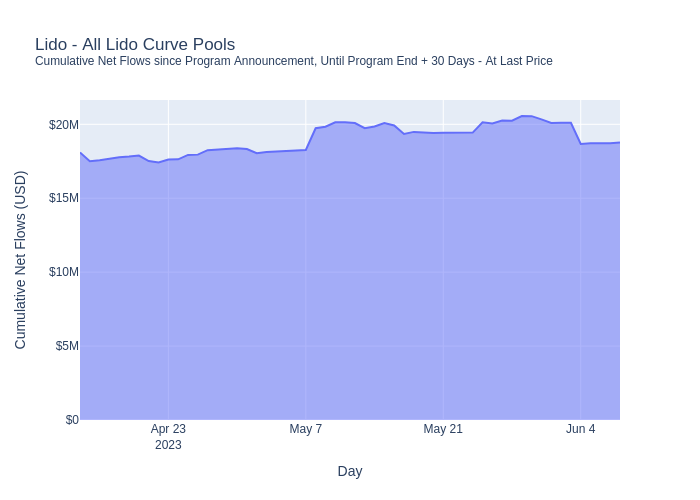 Lido - All Lido Curve Pools
Cumulative Net Flows since Program Announcement, Until Program End + 30 Days - At Last Price
Cumulative Net Flows (USD)
$20M
$15M
$10M
$5M
$0
Apr 23
2023
May 7
May 21
Jun 4
Day